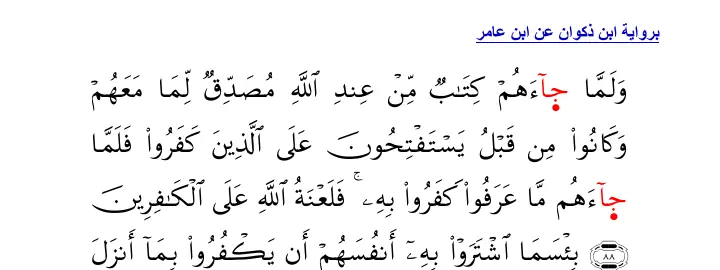 برواية ابن ذكوان عن ابن عامر
وَلَمَّا جَآءَهُمْ كِتَـٰبٌ مِّنْ عِندِ ٱللَّهِ مُصَدِّقٌ لِّمَا مَعَهُمْ
وَكَانُوا۟ مِن قَبْلُ يَسْتَفْتِحُونَ عَلَى ٱلَّذِينَ كَفَرُوا۟ فَلَمَّا
جَآءَهُم مَّا عَرَفُوا۟ كَفَرُوا۟ بِهِۦ ۚ فَلَعْنَةُ ٱللَّهِ عَلَى ٱلْكَـٰفِرِينَ
٨٨ بِئْسَمَا ٱشْتَرَوْا۟ بِهِۦٓ أَنفُسَهُمْ أَن يَكْفُرُوا۟ بِمَآ أَنزَلَ